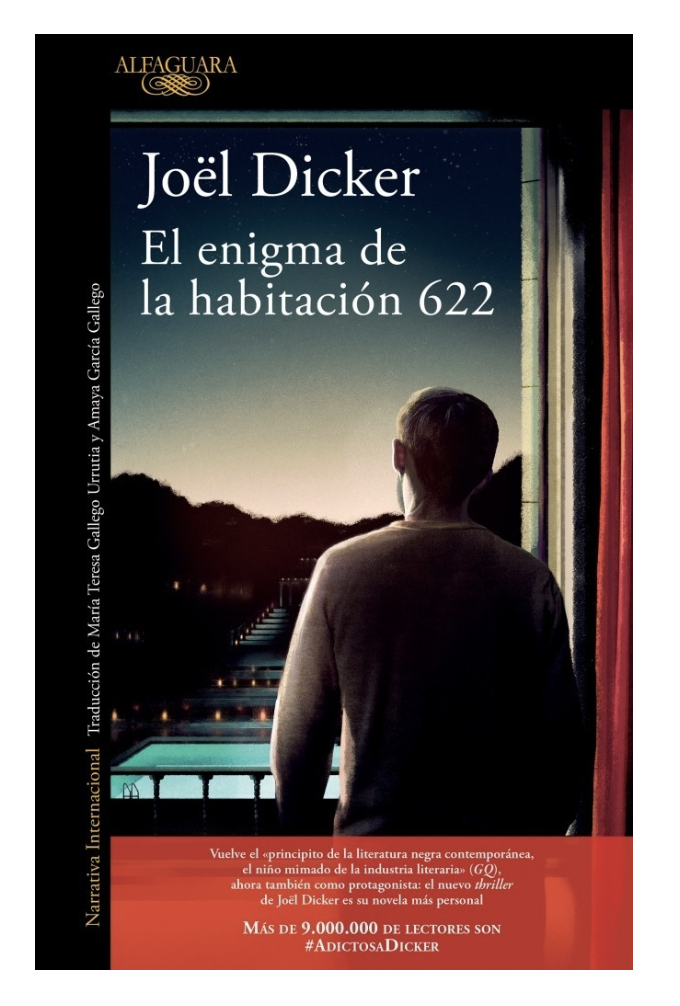 ALFAGUARA
Joël Dicker
El enigma de
la habitación 622
Narrativa Internacional Traducción de María Teresa Gallego Urrutia y Amaya García Gallego
Vuelve el «principito de la literatura negra contemporánea,
el niño mimado de la industria literaria» (GQ),
ahora también como protagonista: el nuevo thriller
de Joël Dicker es su novela más personal
MÁS DE 9.000.000 DE LECTORES SON
#ADICTOSADICKER